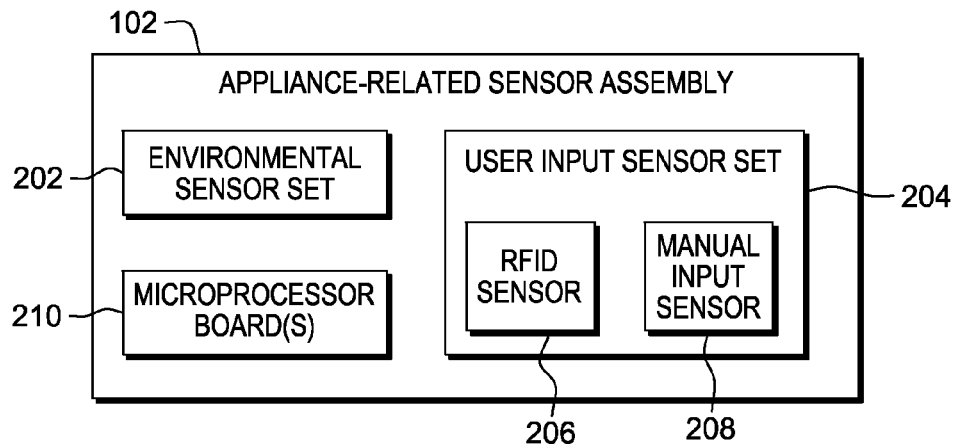 102
APPLIANCE-RELATED SENSOR ASSEMBLY
ENVIRONMENTAL
SENSOR SET
202
USER INPUT SENSOR SET
204
RFID
SENSOR
MANUAL
INPUT
SENSOR
MICROPROCESSOR
BOARD(S)
210
206
208